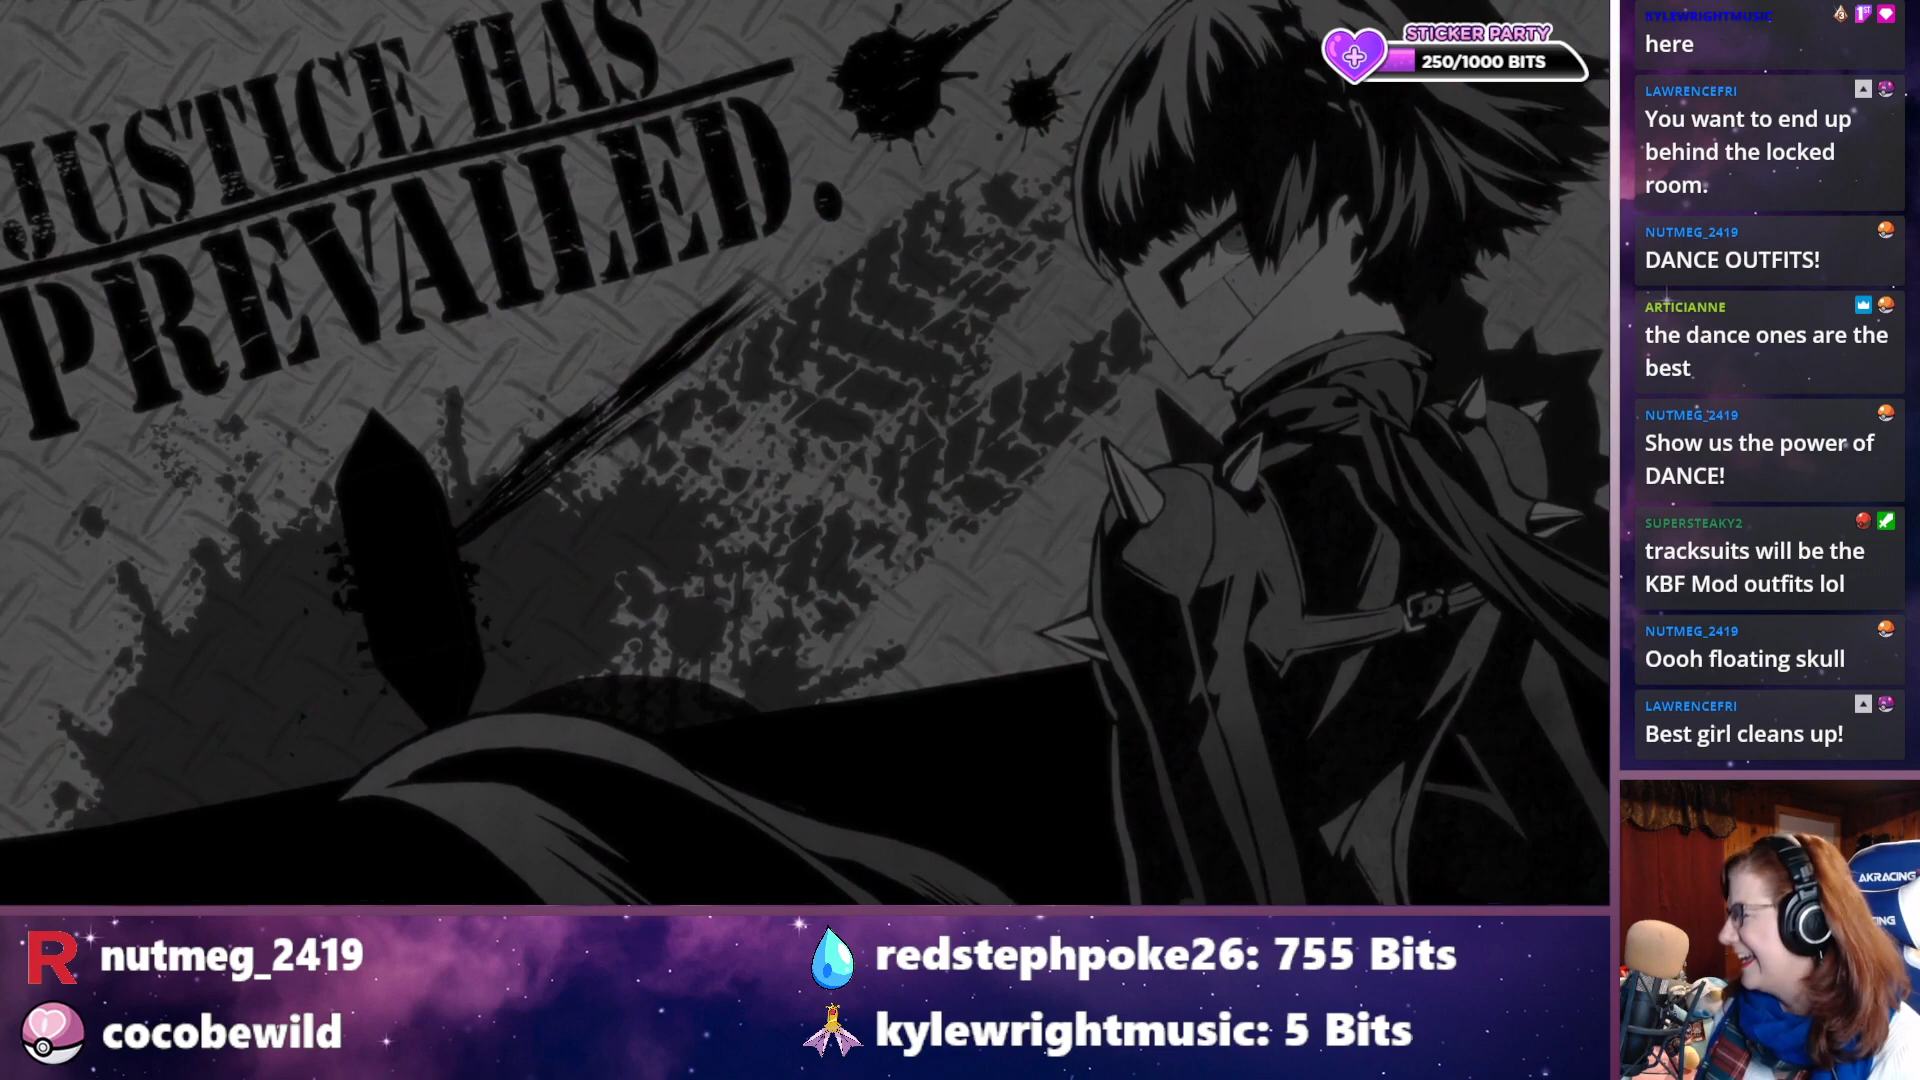 JUSTICE HAS
PREVAILED.
STICKER PARTY
250/1000 BITS
KYLEWRIGHTMUSIC
here
LAWRENCEFRI
You want to end up
behind the locked
room.
NUTMEG_2419
DANCE OUTFITS!
ARTICIANNE
the dance ones are the
best
NUTMEG_2419
Show us the power of
DANCE!
SUPERSTEAKY2
tracksuits will be the
KBF Mod outfits lol
NUTMEG_2419
Oooh floating skull
LAWRENCEFRI
Best girl cleans up!
AKRACING
R nutmeg_2419
cocobewild
redstephpoke26: 755 Bits
kylewrightmusic: 5 Bits